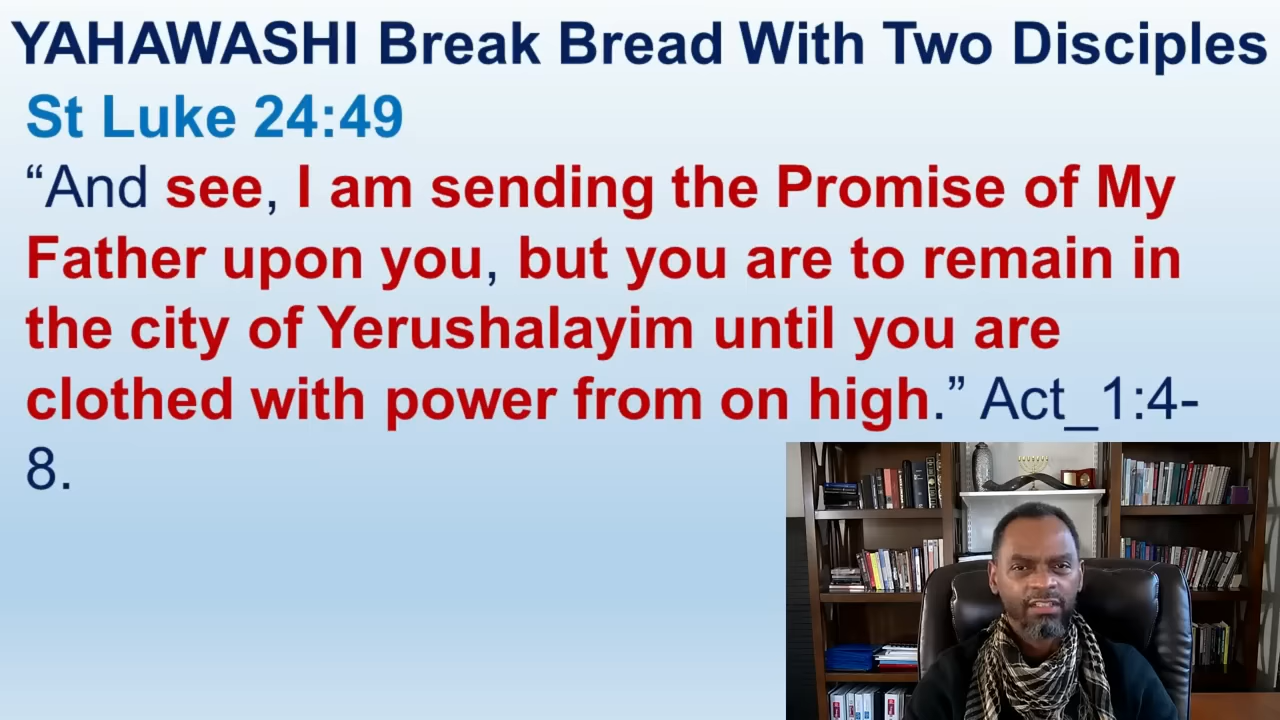 YAHAWASHI Break Bread With Two Disciples
St Luke 24:49
“And see, I am sending the Promise of My
Father upon you, but you are to remain in
the city of Yerushalayim until you are
clothed with power from on high.” Act_1:4-
8.